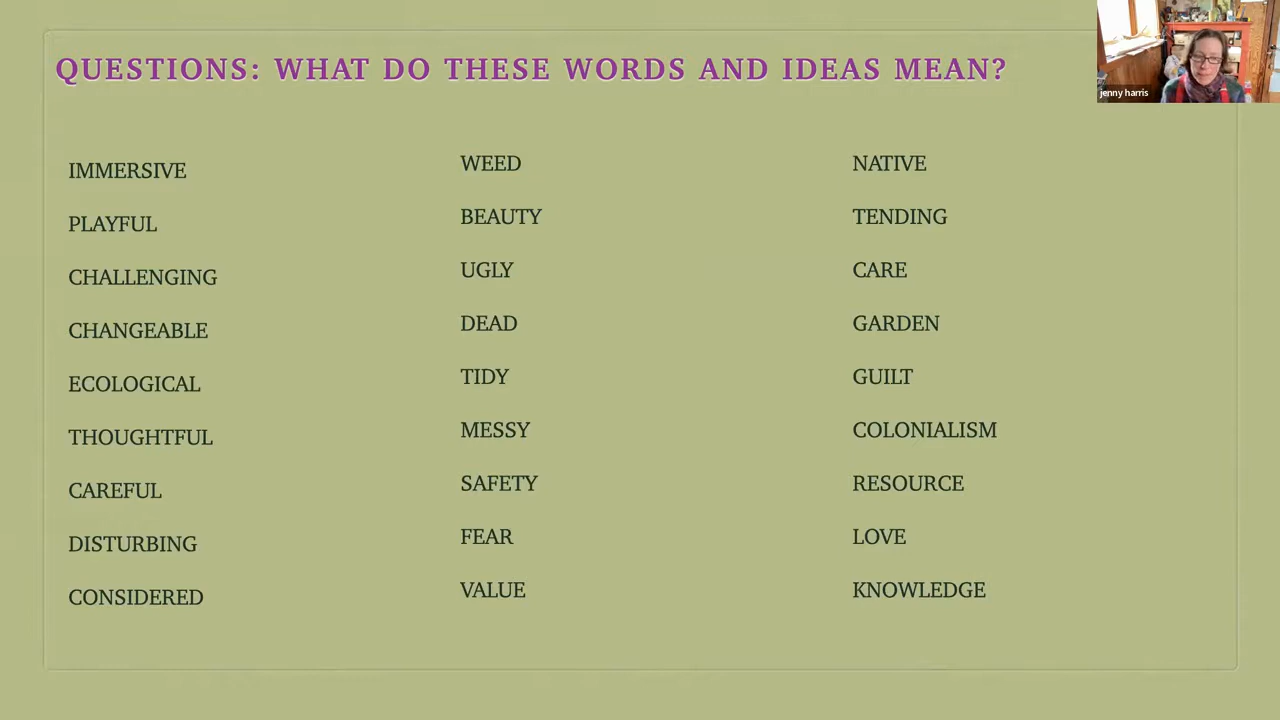 QUESTIONS: WHAT DO THESE WORDS AND IDEAS MEAN?
jenny harris
IMMERSIVE
PLAYFUL
CHALLENGING
CHANGEABLE
ECOLOGICAL
THOUGHTFUL
CAREFUL
DISTURBING
CONSIDERED
WEED
BEAUTY
UGLY
DEAD
TIDY
MESSY
SAFETY
FEAR
VALUE
NATIVE
TENDING
CARE
GARDEN
GUILT
COLONIALISM
RESOURCE
LOVE
KNOWLEDGE